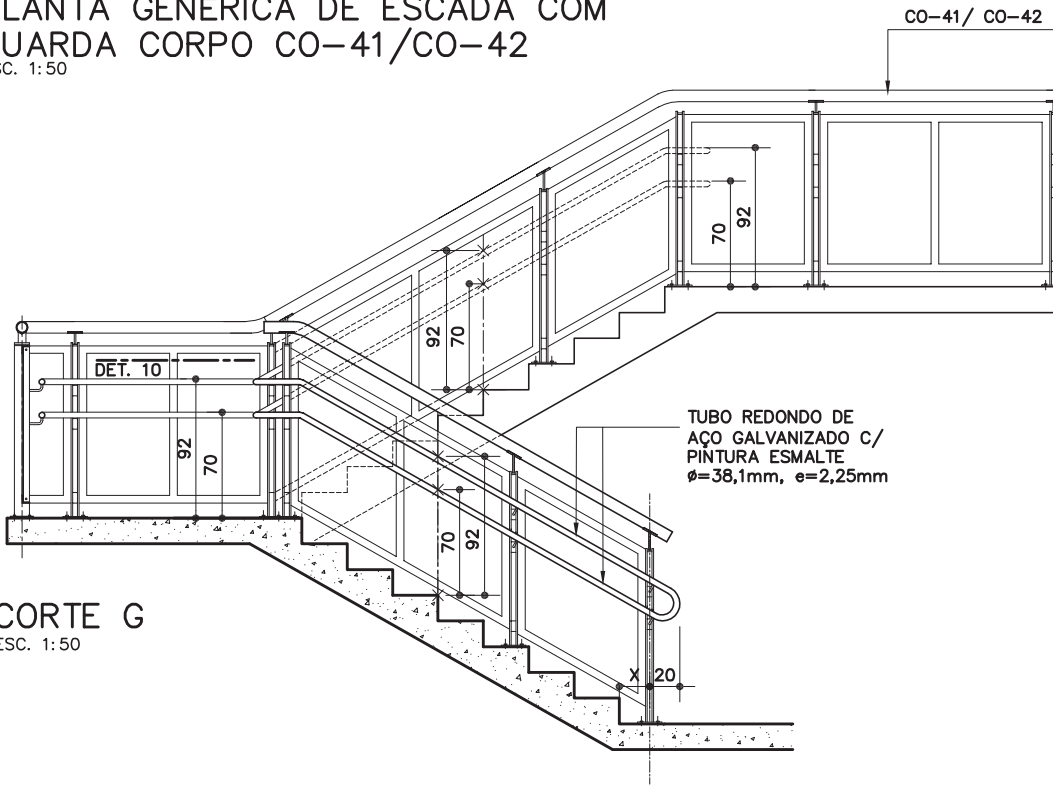 LANTA GENERICA DE ESCADA COM
UARDA CORPO CO-41/CO-42
SC. 1:50
CO-41/ CO-42
92
70
92
70
DET. 10
92
70
TUBO REDONDO DE
AÇO GALVANIZADO C/
PINTURA ESMALTE
ø=38,1mm, e=2,25mm
70
92
CORTE G
ESC. 1:50
X 20